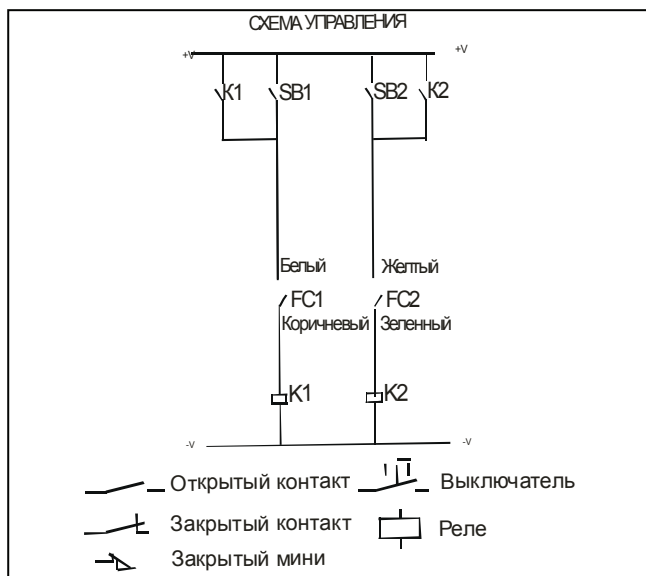 СХЕМА УПРАВЛЕНИЯ
+V +V
K1 SB1 SB2 K2
Белый Желтый
FC1 FC2
Коричневый Зеленный
K1 K2
-V -V
Открытый контакт Выключатель
Закрытый контакт Реле
Закрытый мини